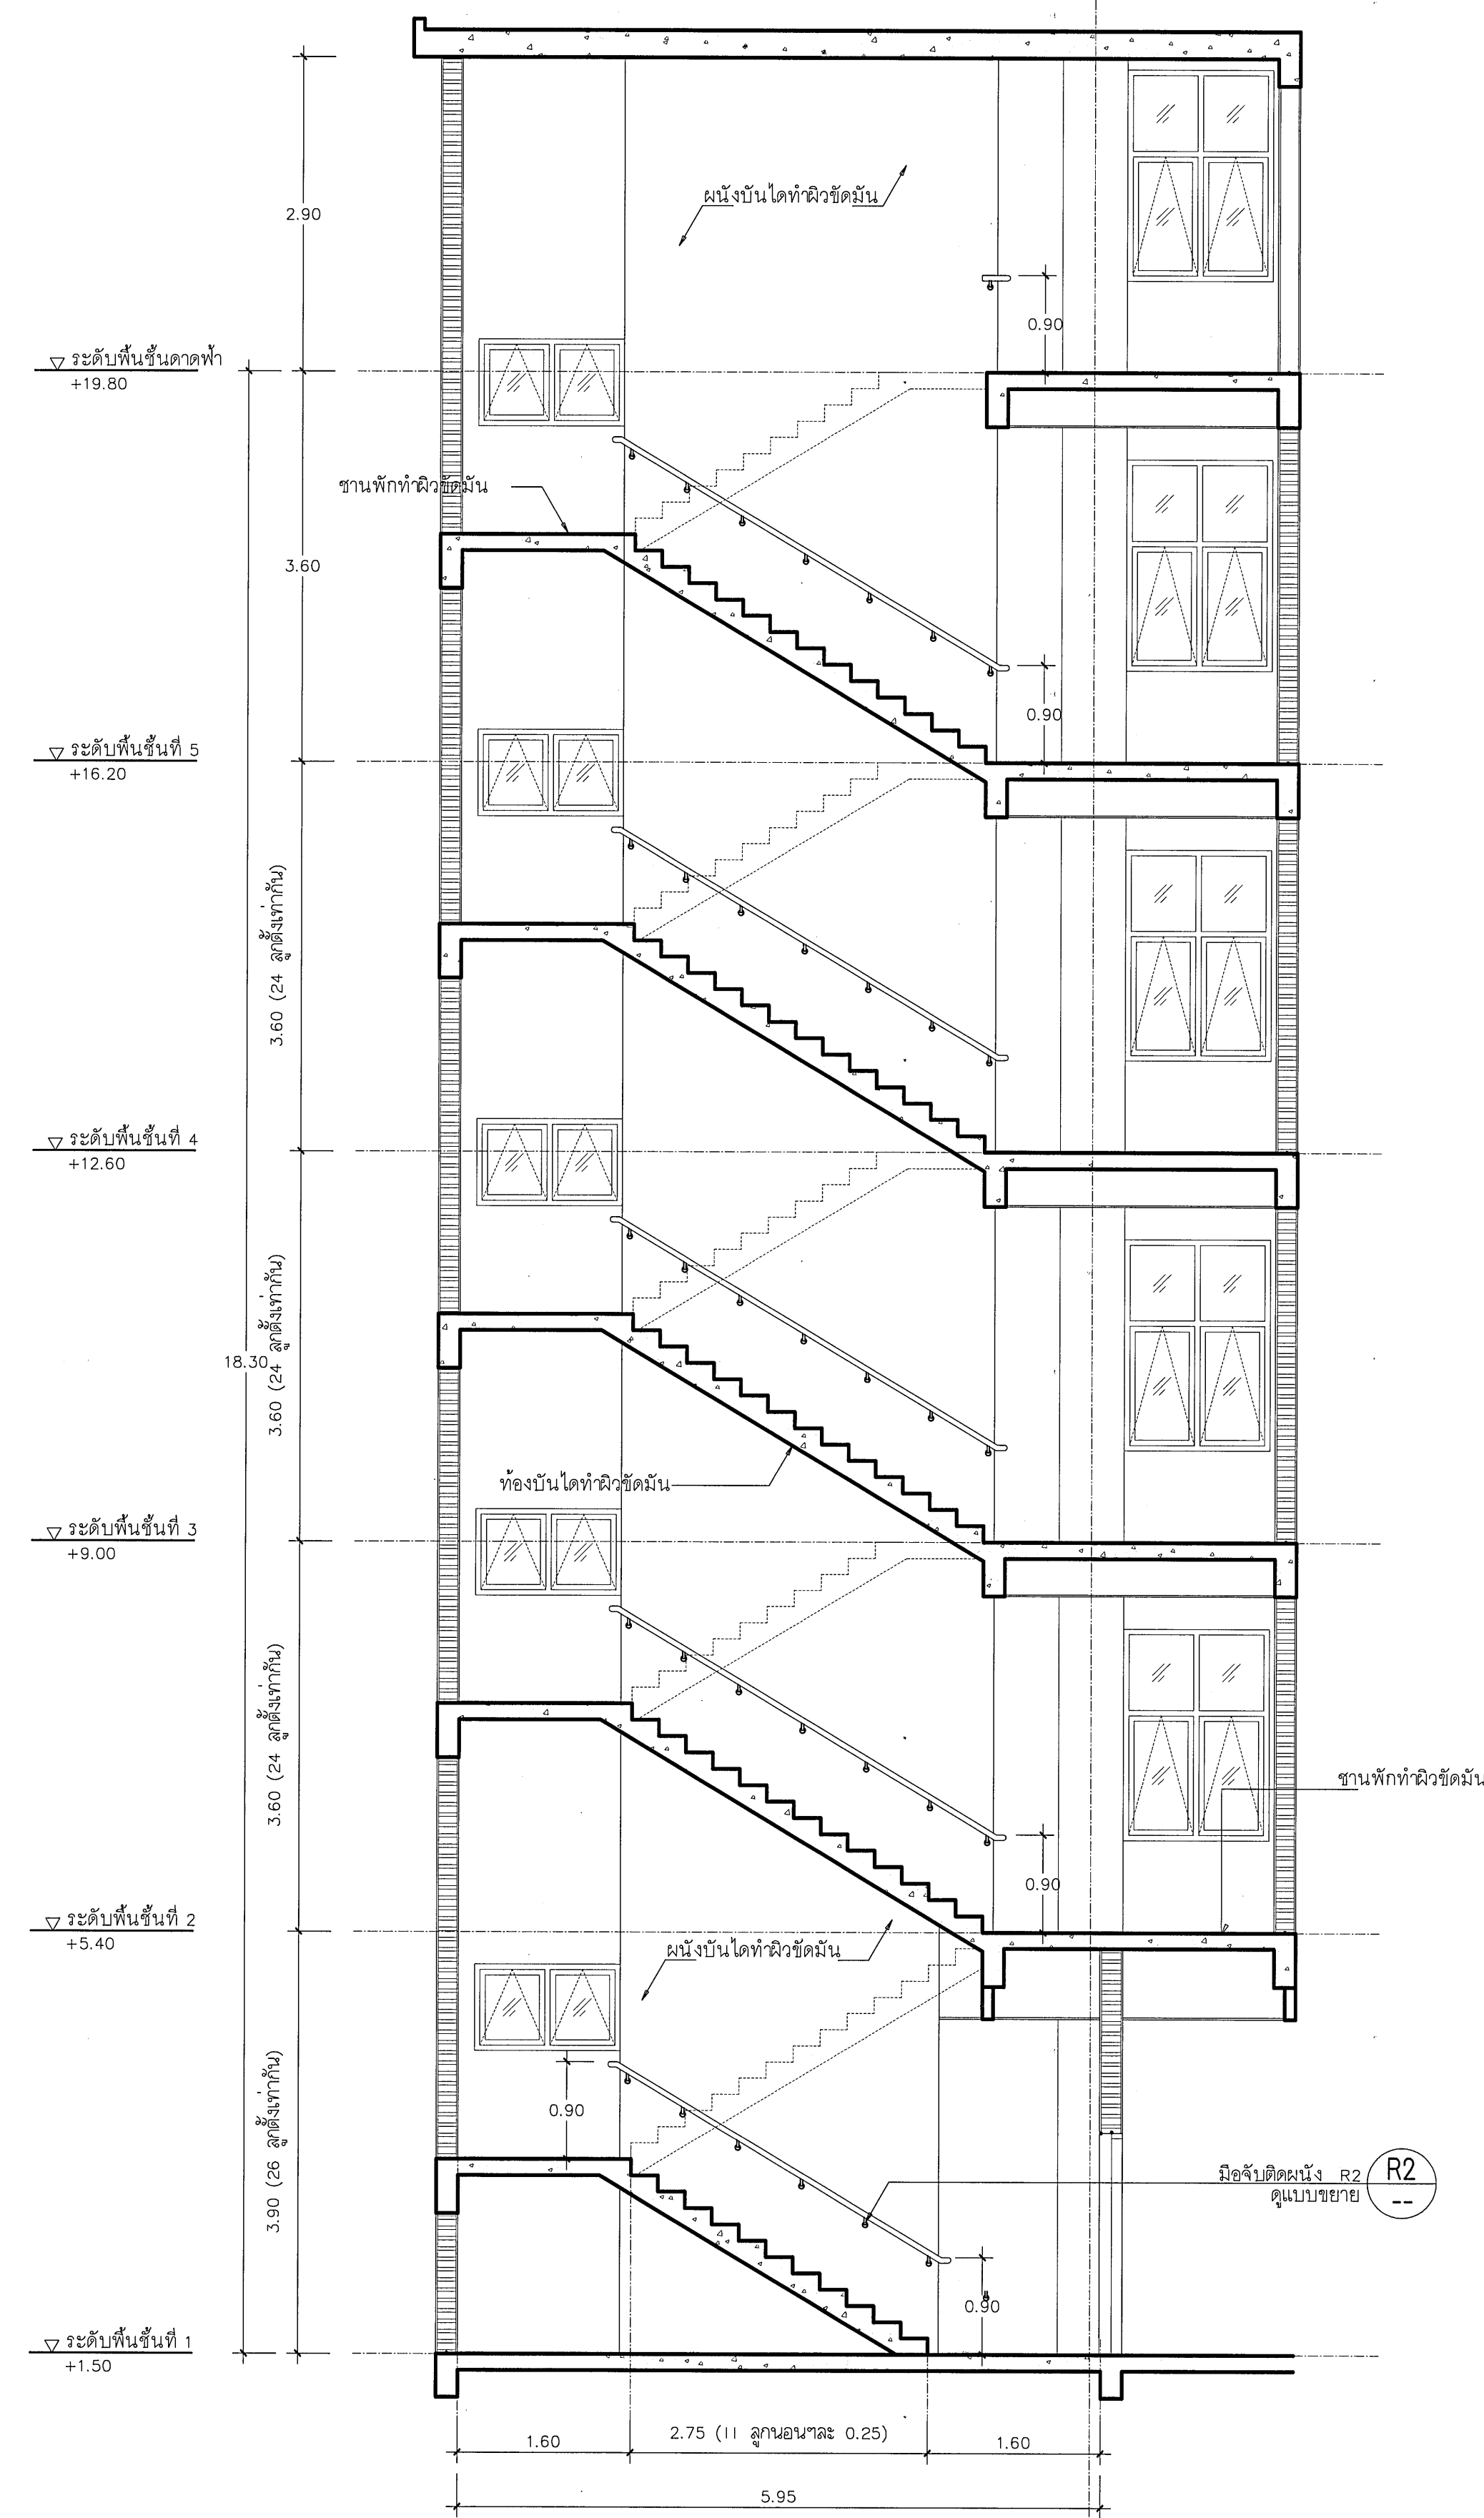 ผนังบันไดทำผิวขัดมัน
2.90
0.90
ระดับพื้นชั้นดาดฟ้า
+19.80
ชานพักทำผิวขัดมัน
3.60
0.90
ระดับพื้นชั้นที่ 5
+16.20
3.60 (24 ลูกตั้งเท่ากัน)
ระดับพื้นชั้นที่ 4
+12.60
3.60 (24 ลูกตั้งเท่ากัน)
18.30
ท้องบันไดทำผิวขัดมัน
ระดับพื้นชั้นที่ 3
+9.00
3.60 (24 ลูกตั้งเท่ากัน)
ชานพักทำผิวขัดมัน
0.90
ระดับพื้นชั้นที่ 2
+5.40
ผนังบันไดทำผิวขัดมัน
0.90
3.90 (26 ลูกตั้งเท่ากัน)
มือจับติดผนัง R2
ดูแบบขยาย
R2
--
0.90
ระดับพื้นชั้นที่ 1
+1.50
1.60
2.75 (11 ลูกนอนๆละ 0.25)
1.60
5.95